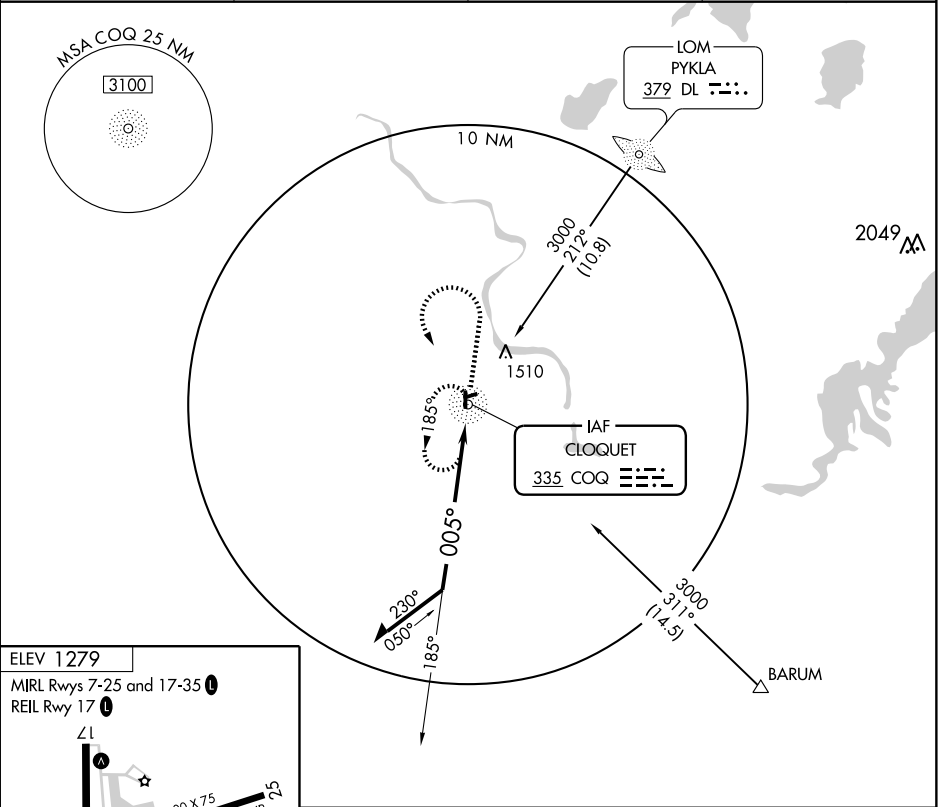 MSA COQ 25 NM
3100
LOM
PYKLA
379 DL
10 NM
3000
212°
(10.8)
2049
1510
185°
IAF
CLOQUET
335 COQ
005°
230°
050°
185°
3000
311°
(14.5)
BARUM
ELEV 1279
MIRL Rwys 7-25 and 17-35 L
REIL Rwy 17 L
17
A
25
X 75